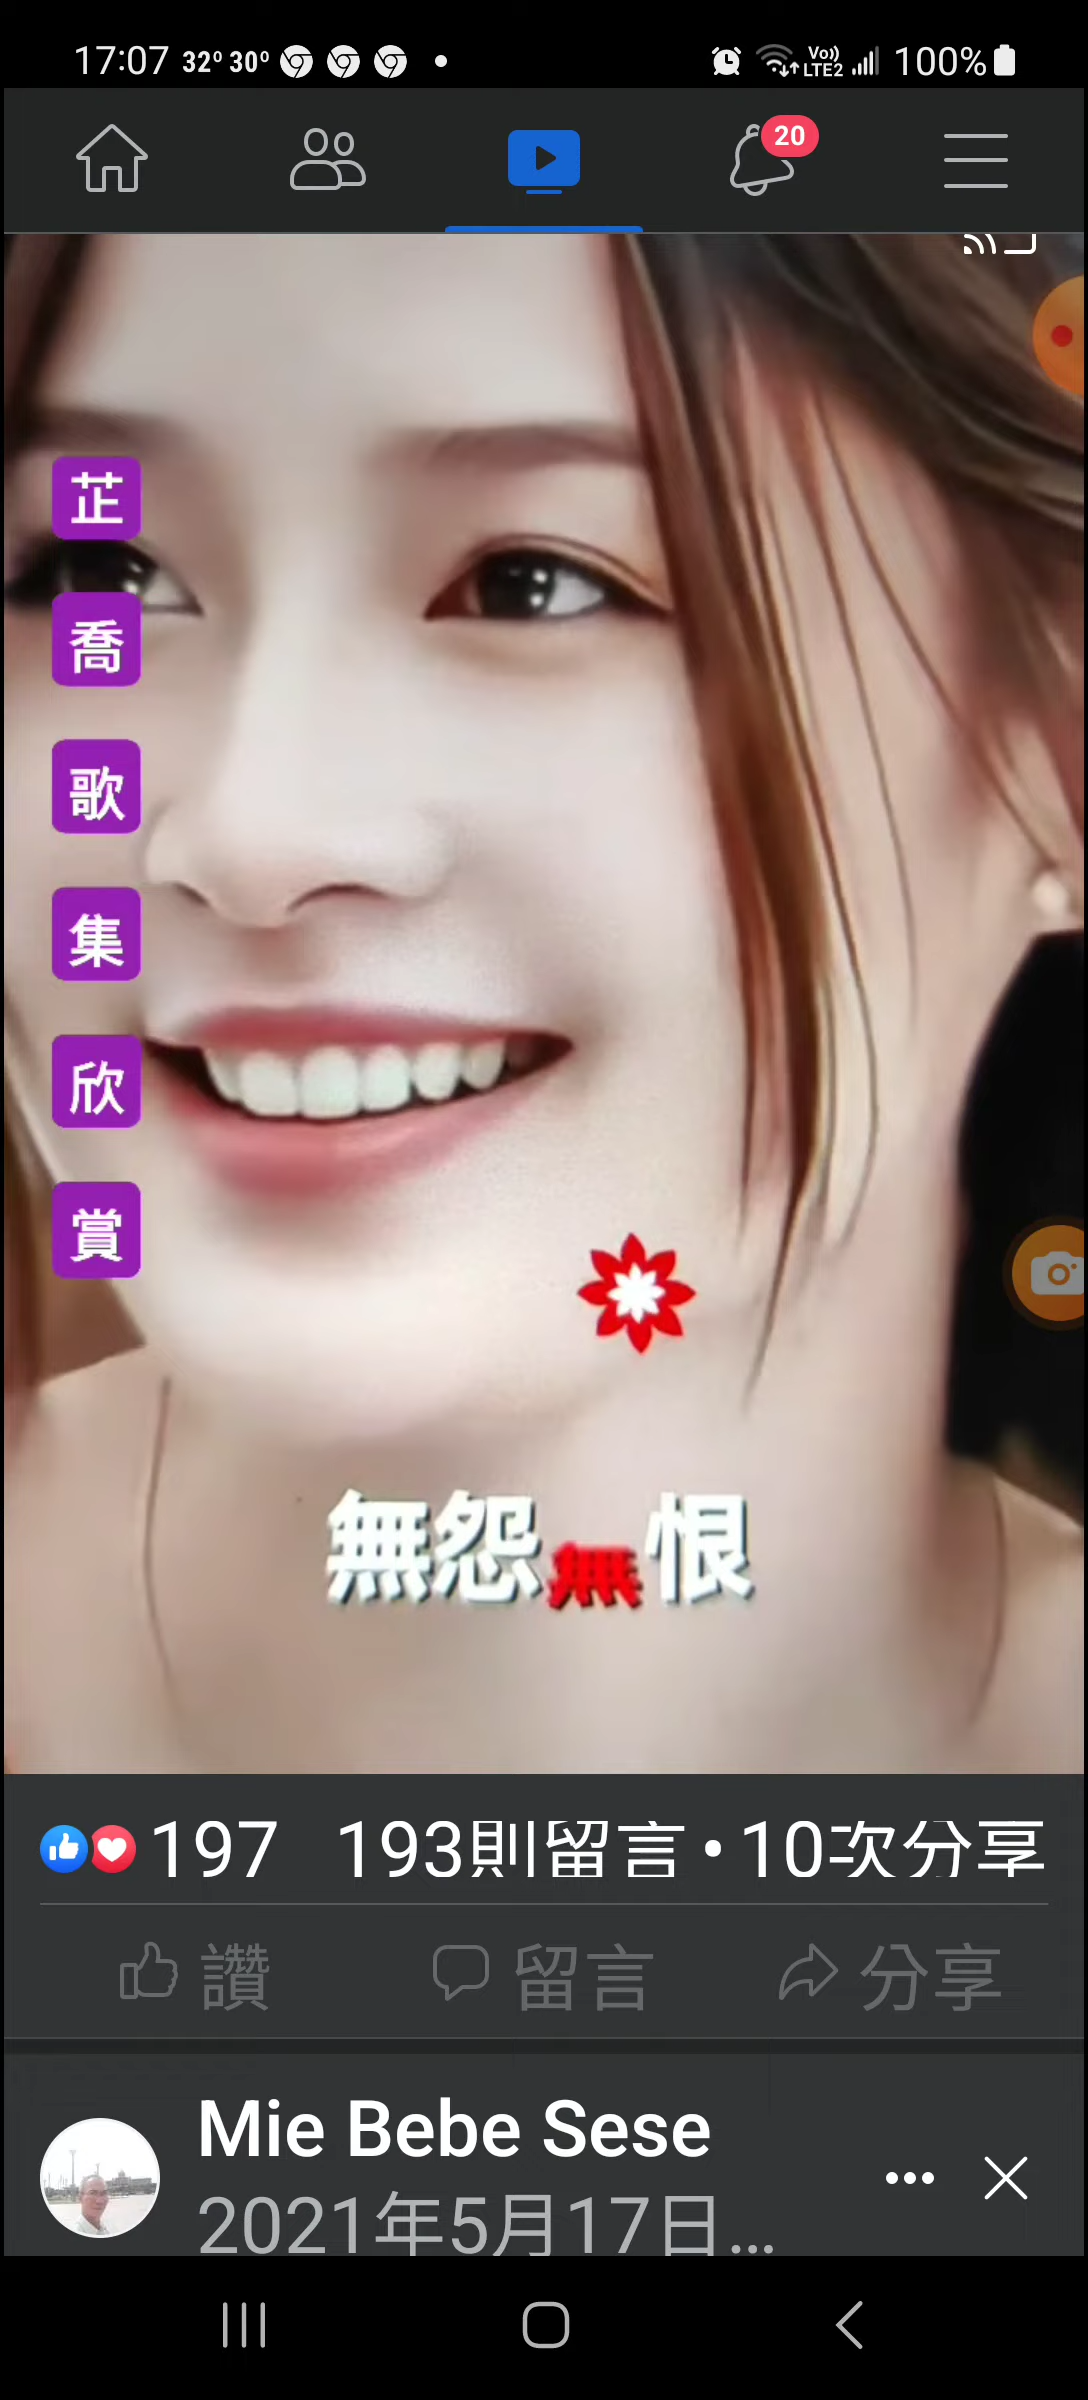 17:07 32° 30°
Vo)) LTE2 100%
20
芷喬歌集欣賞
無怨無恨
197 193則留言 • 10次分享
讚 留言 分享
Mie Bebe Sese
2021年5月17日...